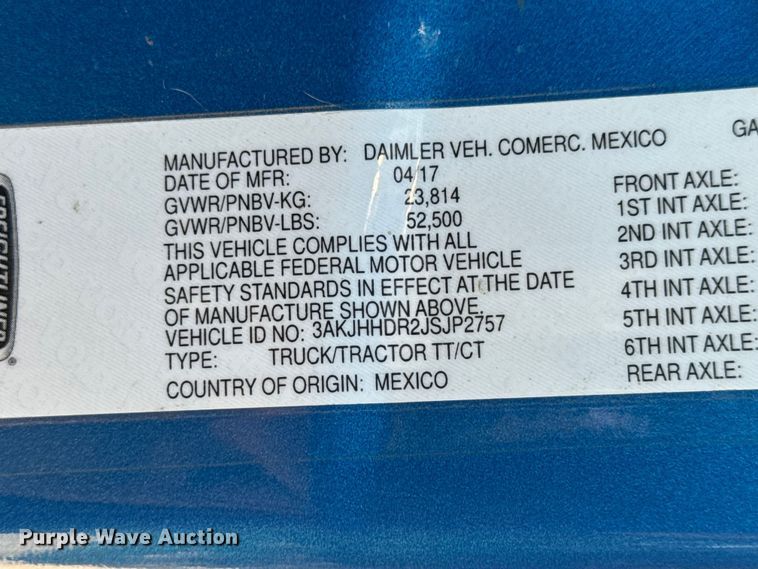 FREIGHTLINER
®
MANUFACTURED BY: DAIMLER VEH. COMERC. MEXICO
DATE OF MFR: 04/17
GVWR/PNBV-KG: 23,814
GVWR/PNBV-LBS: 52,500
THIS VEHICLE COMPLIES WITH ALL
APPLICABLE FEDERAL MOTOR VEHICLE
SAFETY STANDARDS IN EFFECT AT THE DATE
OF MANUFACTURE SHOWN ABOVE.
VEHICLE ID NO: 3AKJHHDR2JSJP2757
TYPE: TRUCK/TRACTOR TT/CT
COUNTRY OF ORIGIN: MEXICO
GA
FRONT AXLE:
1ST INT AXLE:
2ND INT AXLE:
3RD INT AXLE:
4TH INT AXLE:
5TH INT AXLE:
6TH INT AXLE:
REAR AXLE:
Purple Wave Auction®